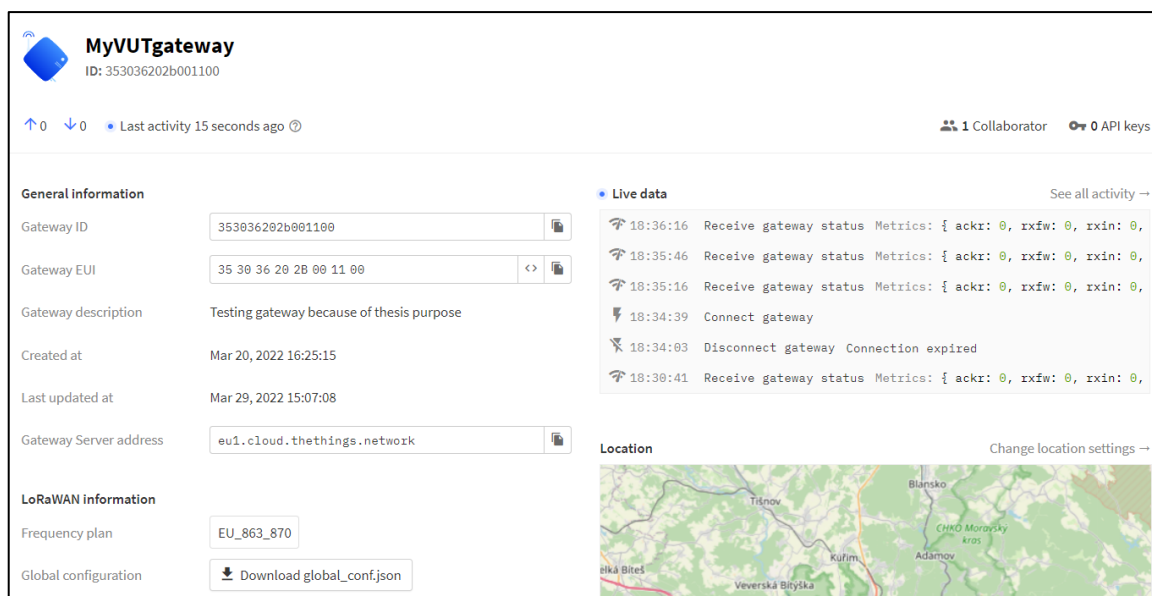 MyVUTgateway
ID: 353036202b001100
0 0 Last activity 15 seconds ago
1 Collaborator 0 API keys
General information
Gateway ID 353036202b001100
Gateway EUI 35 30 36 20 2B 00 11 00
Gateway description Testing gateway because of thesis purpose
Created at Mar 20, 2022 16:25:15
Last updated at Mar 29, 2022 15:07:08
Gateway Server address eu1.cloud.thethings.network
LoRaWAN information
Frequency plan EU_863_870
Global configuration Download global_conf.json
Live data See all activity →
18:36:16 Receive gateway status Metrics: { ackr: 0, rxfw: 0, rxin: 0,
18:35:46 Receive gateway status Metrics: { ackr: 0, rxfw: 0, rxin: 0,
18:35:16 Receive gateway status Metrics: { ackr: 0, rxfw: 0, rxin: 0,
18:34:39 Connect gateway
18:34:03 Disconnect gateway Connection expired
18:30:41 Receive gateway status Metrics: { ackr: 0, rxfw: 0, rxin: 0,
Location Change location settings →
Blansko
Tišnov
CHKO Moravský
kras
Kuřim
Adamov
elká Bíteš
Veverská Bítýška